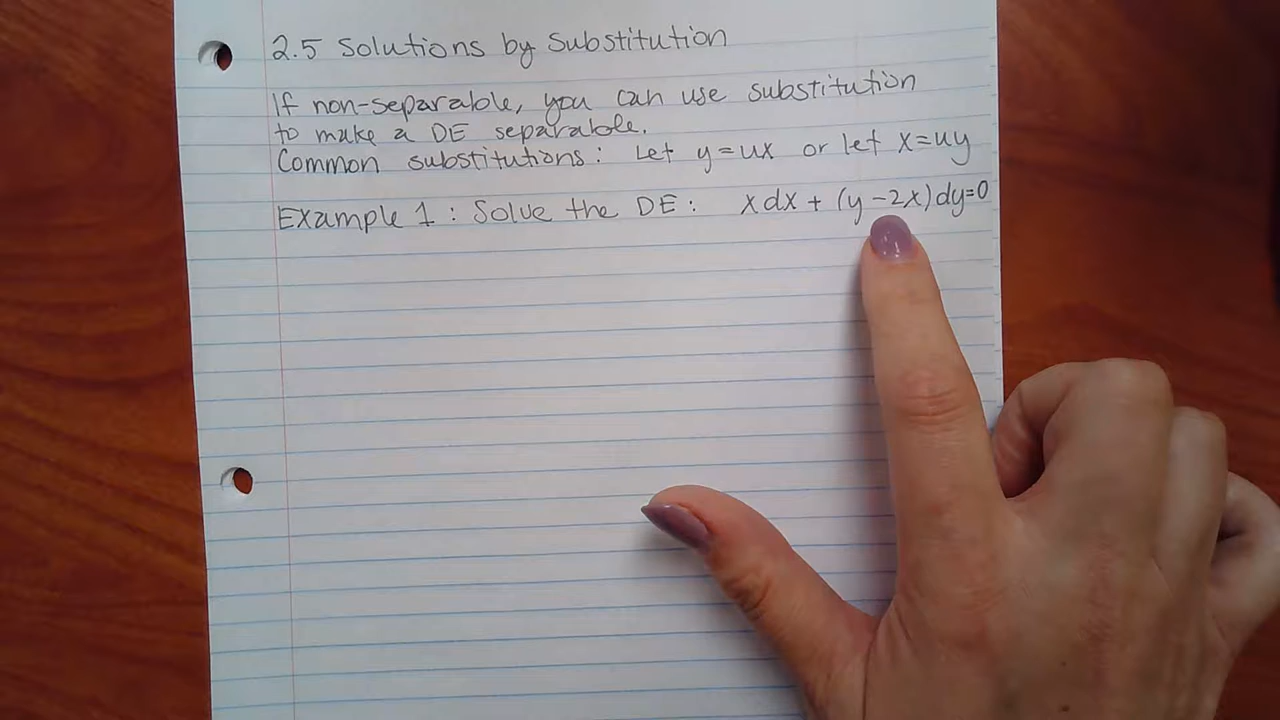 2.5 Solutions by Substitution
If non-separable, you can use substitution
to make a DE separable.
Common substitutions: Let y=ux or let x=uy
Example 1: Solve the DE: xdx + (y-2x)dy=0